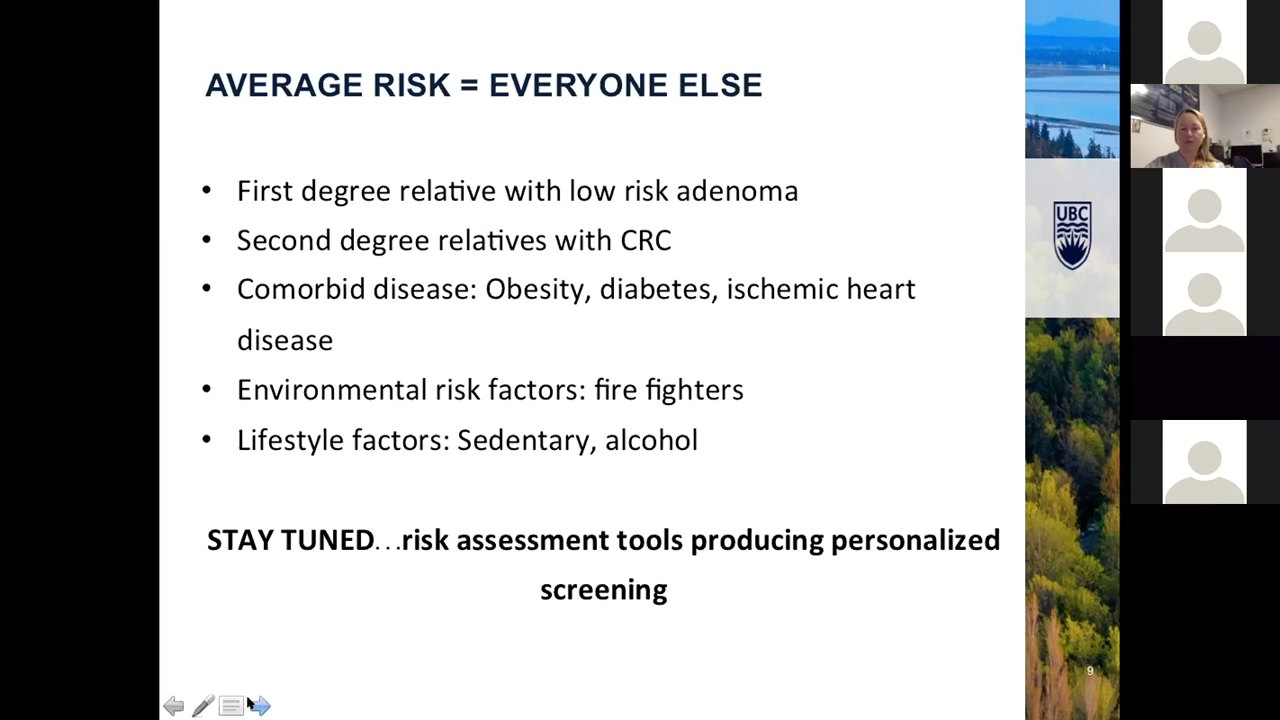 AVERAGE RISK = EVERYONE ELSE
• First degree relative with low risk adenoma
• Second degree relatives with CRC
• Comorbid disease: Obesity, diabetes, ischemic heart
disease
• Environmental risk factors: fire fighters
• Lifestyle factors: Sedentary, alcohol
STAY TUNED...risk assessment tools producing personalized
screening
UBC
9